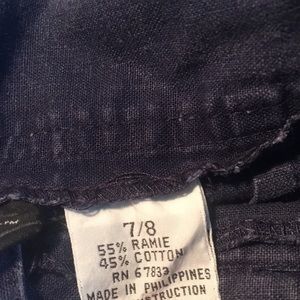 7/8
55% RAMIE
45% COTTON
RN 67833
MADE IN PHILIPPINES